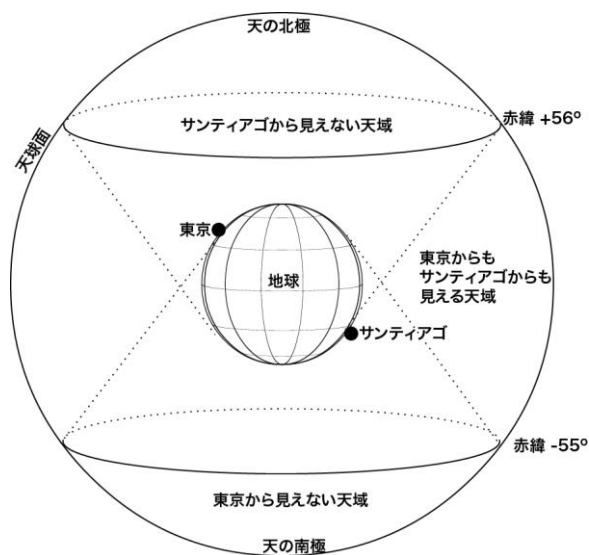 天の北極
サンティアゴから見えない天域
赤緯 +56º
天球面
東京
地球
東京からも
サンティアゴからも
見える天域
サンティアゴ
赤緯 -55º
東京から見えない天域
天の南極